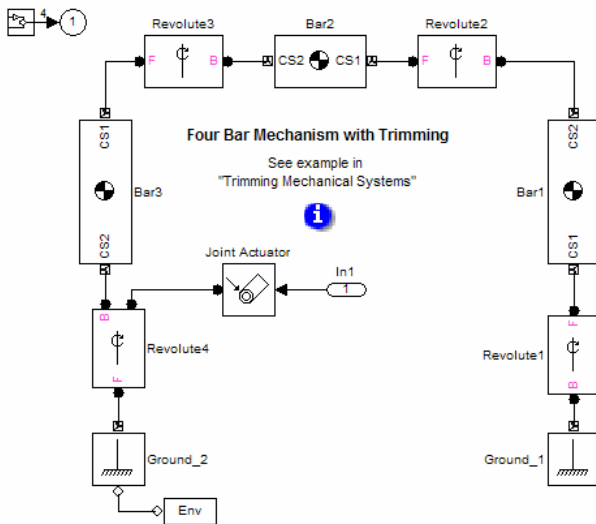 4
1
Revolute3
Bar2
Revolute2
F
B
CS2
CS1
F
B
CS1
CS2
Four Bar Mechanism with Trimming
See example in
"Trimming Mechanical Systems"
i
Bar3
Bar1
CS2
CS1
Joint Actuator
In1
1
B
F
Revolute4
Revolute1
F
B
Ground_2
Ground_1
Env